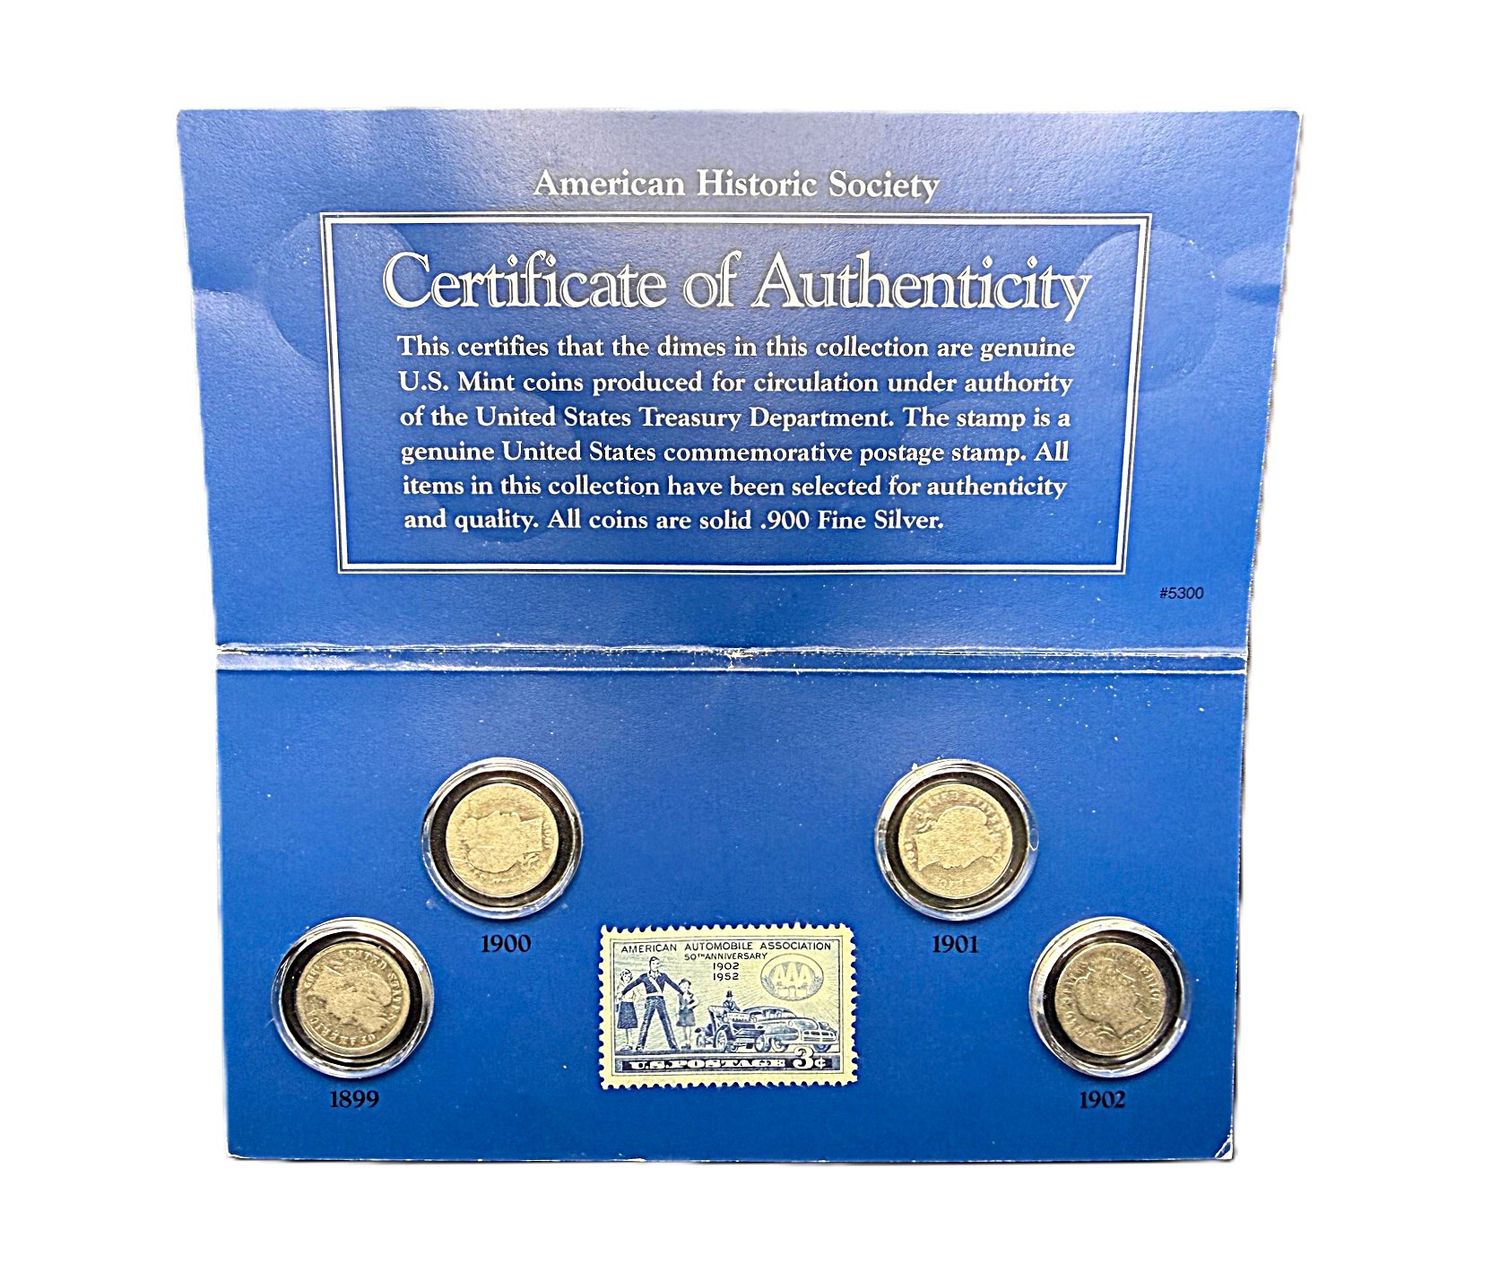 American Historic Society
Certificate of Authenticity
This certifies that the dimes in this collection are genuine
U.S. Mint coins produced for circulation under authority
of the United States Treasury Department. The stamp is a
genuine United States commemorative postage stamp. All
items in this collection have been selected for authenticity
and quality. All coins are solid .900 Fine Silver.
#5300
1900
1901
AMERICAN AUTOMOBILE ASSOCIATION
50TH ANNIVERSARY
1902
1952
AAA
U.S. POSTAGE 3¢
1899
1902